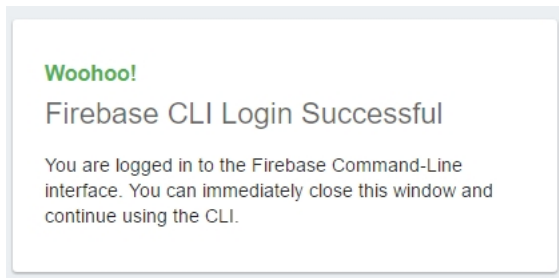 Woohoo!
Firebase CLI Login Successful
You are logged in to the Firebase Command-Line
interface. You can immediately close this window and
continue using the CLI.